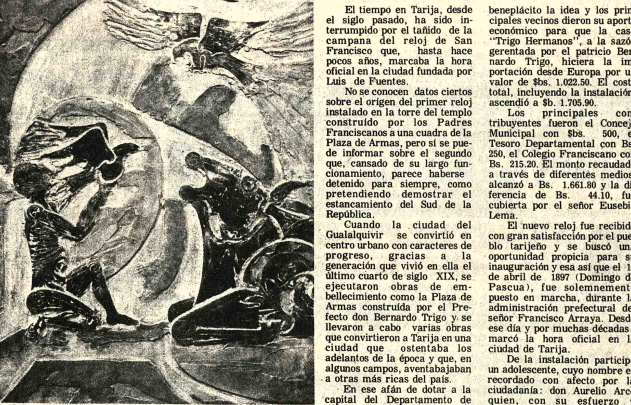 El tiempo en Tarija, desde
el siglo pasado, ha sido in-
terrumpido por el tañido de la
campana del reloj de San
Francisco que, hasta hace
pocos años, marcaba la hora
oficial en la ciudad fundada por
Luis de Fuentes.
No se conocen datos ciertos
sobre el origen del primer reloj
instalado en la torre del templo
construído por los Padres
Franciscanos a una cuadra de la
Plaza de Armas, pero sí se pue-
de informar sobre el segundo
que, cansado de su largo fun-
cionamiento, parece haberse
detenido para siempre, como
pretendiendo demostrar el
estancamiento del Sud de la
República.
Cuando la ciudad del
Gualalquivir se convirtió en
centro urbano con caracteres de
progreso, gracias a la
generación que vivió en ella el
último cuarto de siglo XIX, se
ejecutaron obras de em-
bellecimiento como la Plaza de
Armas construída por el Pre-
fecto don Bernardo Trigo y se
llevaron a cabo varias obras
que convirtieron a Tarija en una
ciudad que ostentaba los
adelantos de la época y que, en
algunos campos, aventabajaban
a otras más ricas del país.
En ese afán de dotar a la
capital del Departamento de
beneplácito la idea y los prin
cipales vecinos dieron su aport
económico para que la cas
"Trigo Hermanos", a la sazó
gerentada por el patricio Ber
nardo Trigo, hiciera la im
portación desde Europa por u
valor de $bs. 1.022.50. El cost
total, incluyendo la instalación
ascendió a $b. 1.705.90.
Los principales con
tribuyentes fueron el Concej
Municipal con $bs. 500, e
Tesoro Departamental con Bs
250, el Colegio Franciscano co
Bs. 215.20. El monto recaudad
a través de diferentes medios
alcanzó a Bs. 1.661.80 y la di
ferencia de Bs. 44.10, fu
cubierta por el señor Eusebi
Lema.
El nuevo reloj fue recibid
con gran satisfacción por el pue
blo tarijeño y se buscó un
oportunidad propicia para s
inauguración y esa así que el 1
de abril de 1897 (Domingo d
Pascua), fue solemnement
puesto en marcha, durante l
administración prefectural de
señor Francisco Arraya. Desd
ese día y por muchas décadas
marcó la hora oficial en l
ciudad de Tarija.
De la instalación particip
un adolescente, cuyo nombre e
recordado con afecto por l
ciudadanía: don Aurelio Arc
quien, con su esfuerzo